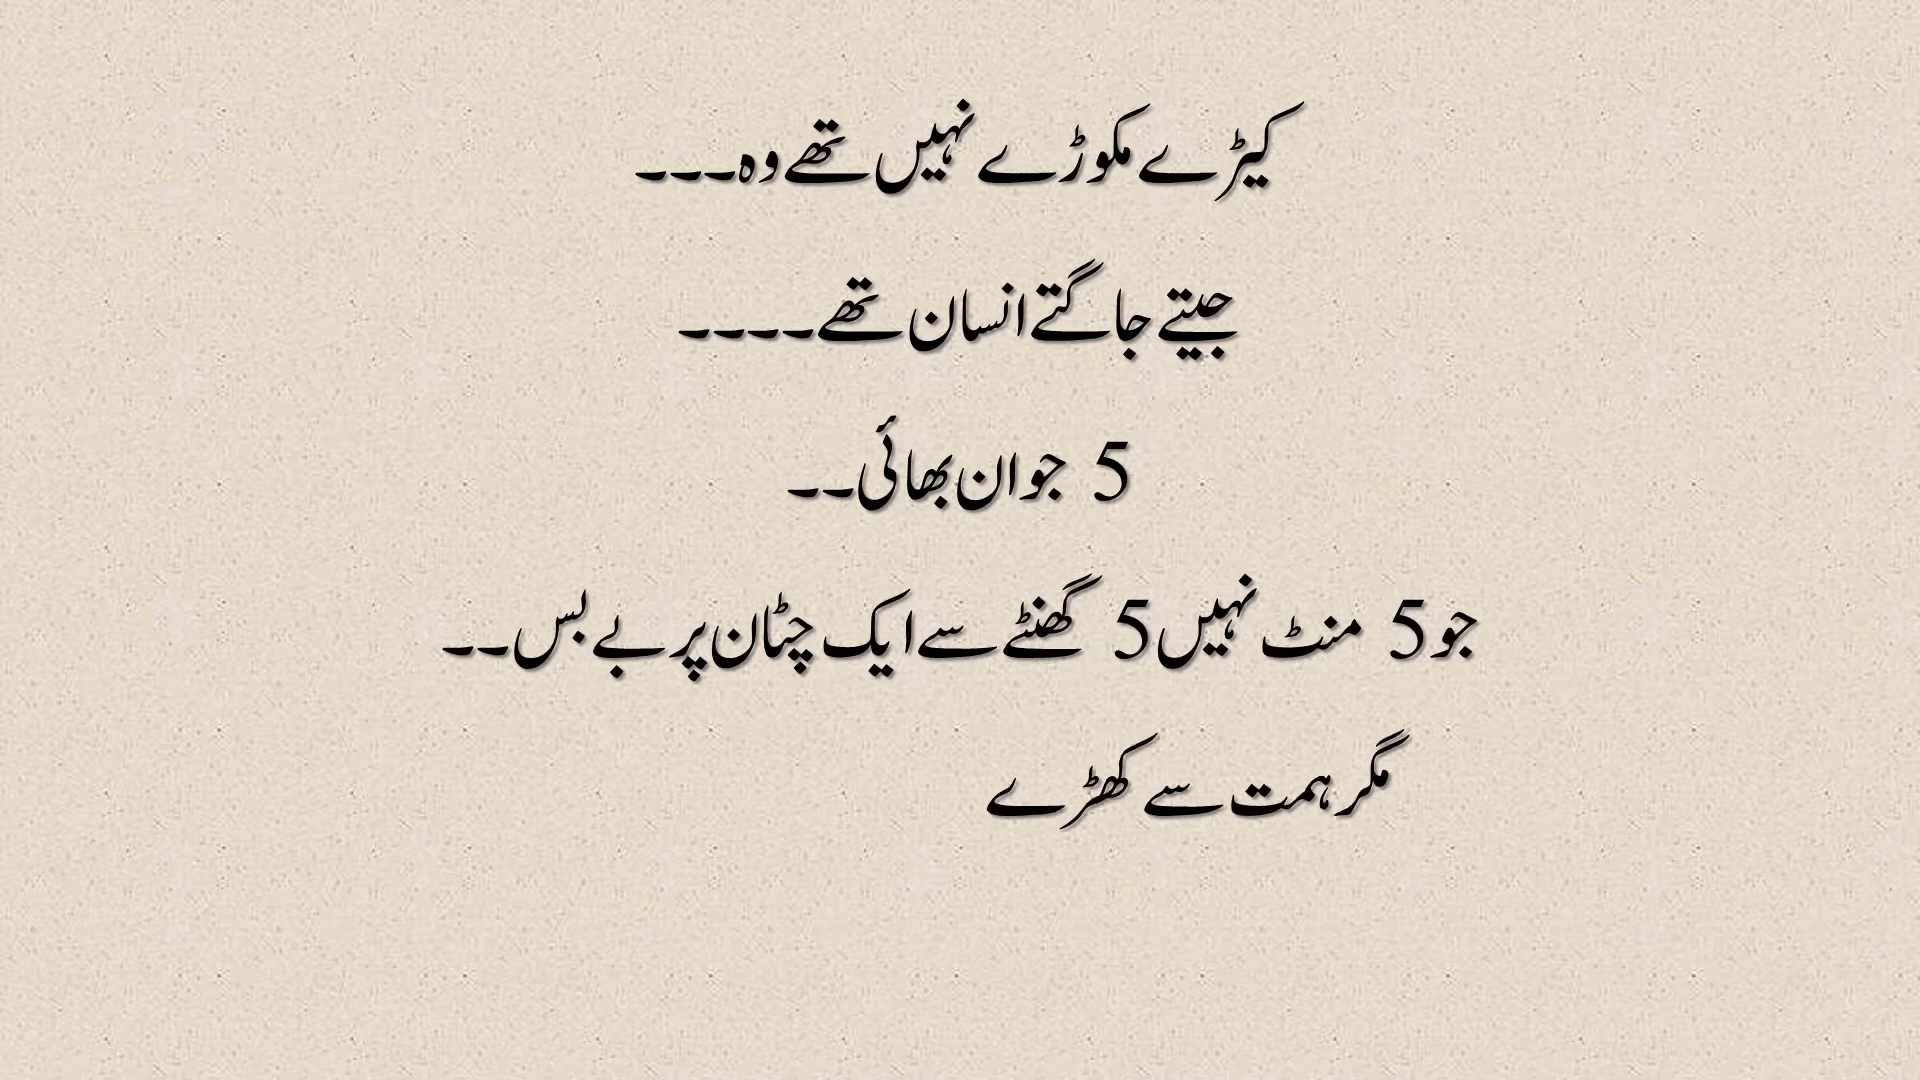 کیڑے مکوڑے نہیں تھے وہ۔۔۔
جیتے جاگتے انسان تھے۔۔۔۔
5 جوان بھائی۔۔
جو 5 منٹ نہیں 5 گھنٹے سے ایک چٹان پر بے بس۔۔
مگر ہمت سے کھڑے